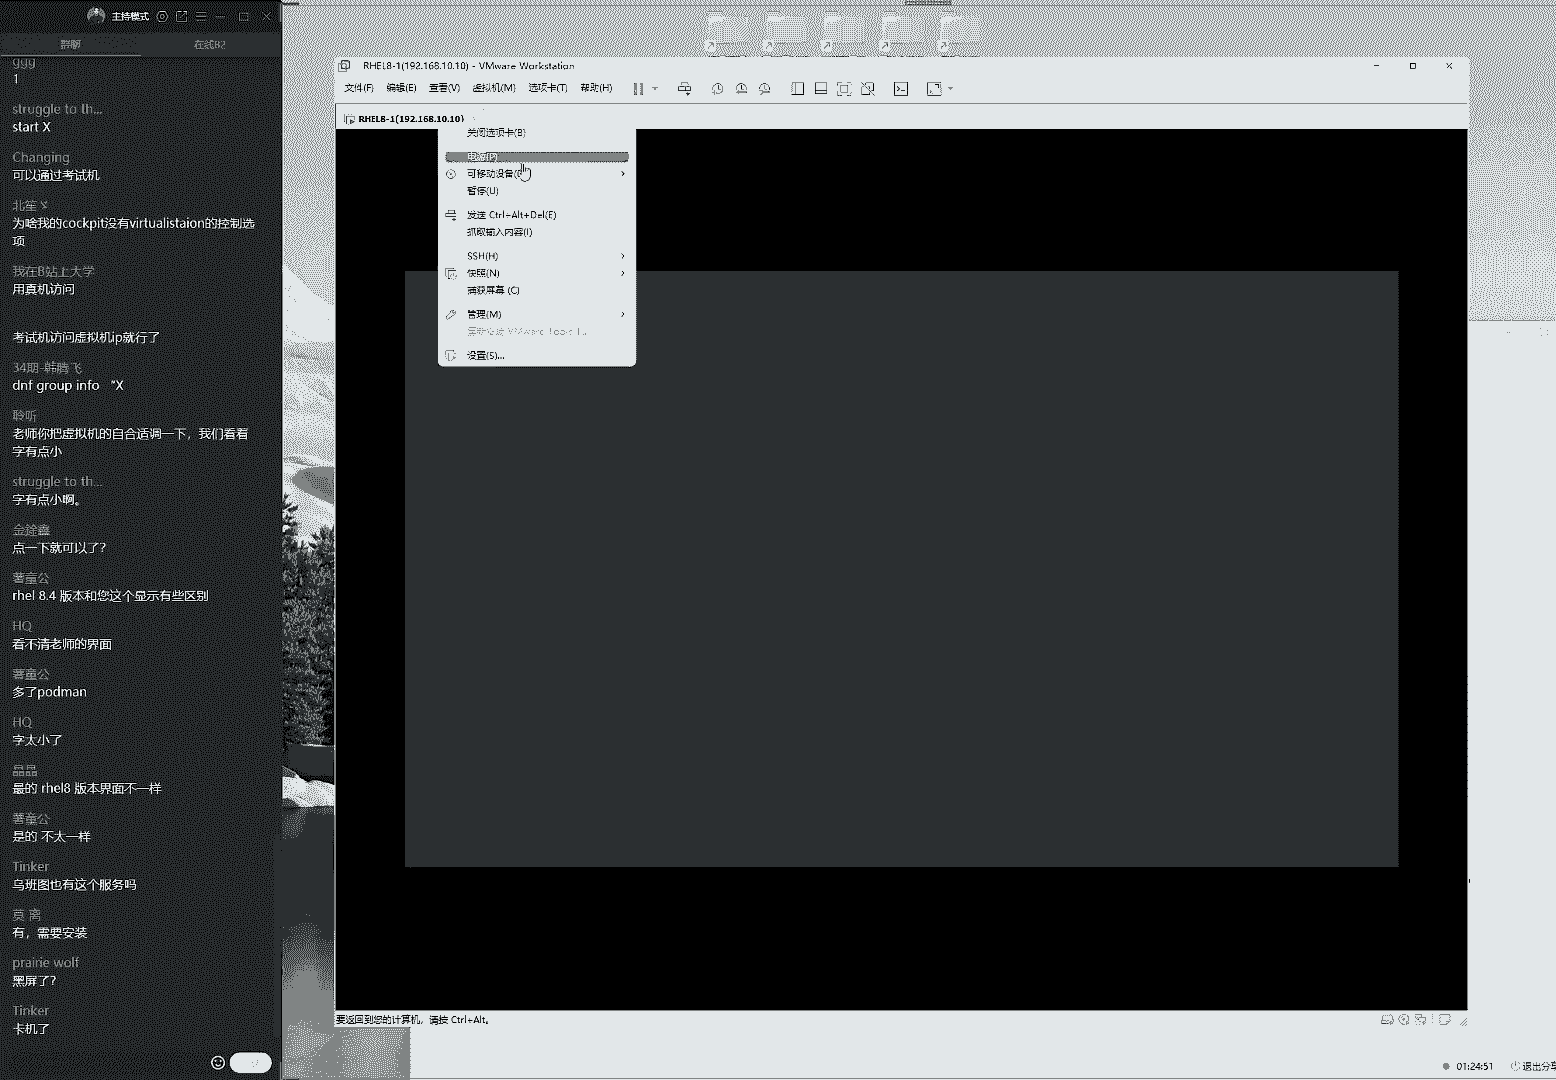 主持模式
群聊
在线82
ggg
1
struggle to th...
start X
Changing
可以通过考试机
北笙ゞ
为啥我的cockpit没有virtualistaion的控制选
项
我在B站上大学
用真机访问
考试机访问虚拟机ip就行了
34期-韩腾飞
dnf group info “X
聆听
老师你把虚拟机的自合适调一下，我们看着
字有点小
struggle to th...
字有点小啊。
金锋鑫
点一下就可以了？
薯童公
rhel 8.4 版本和您这个显示有些区别
HQ
看不清老师的界面
薯童公
多了podman
HQ
字太小了
晶晶
最的 rhel8 版本界面不一样
薯童公
是的 不太一样
Tinker
乌班图也有这个服务吗
莫 离
有，需要安装
prairie wolf
黑屏了？
Tinker
卡机了
RHEL8-1(192.168.10.10) - VMware Workstation
文件(F) 编辑(E) 查看(V) 虚拟机(M) 选项卡(T) 帮助(H)
RHEL8-1(192.168.10.10)
关闭选项卡(B)
电源(P)
可移动设备
暂停(U)
发送 Ctrl+Alt+Del(E)
抓取输入内容(I)
SSH(H)
快照(N)
捕获屏幕 (C)
管理(M)
重新安装 VMware Tools
设置(S)...
要返回到您的计算机，请按 Ctrl+Alt。
01:24:51
退出分享